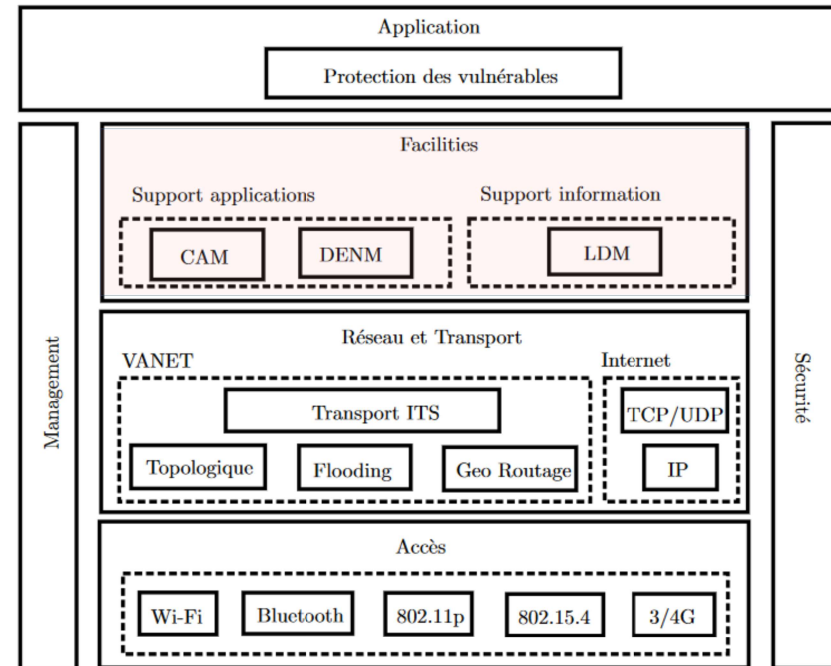 Application
Protection des vulnérables
Management
Facilities
Support applications
Support information
CAM
DENM
LDM
Réseau et Transport
VANET
Internet
Transport ITS
TCP/UDP
Topologique
Flooding
Geo Routage
IP
Accès
Wi-Fi
Bluetooth
802.11p
802.15.4
3/4G
Sécurité